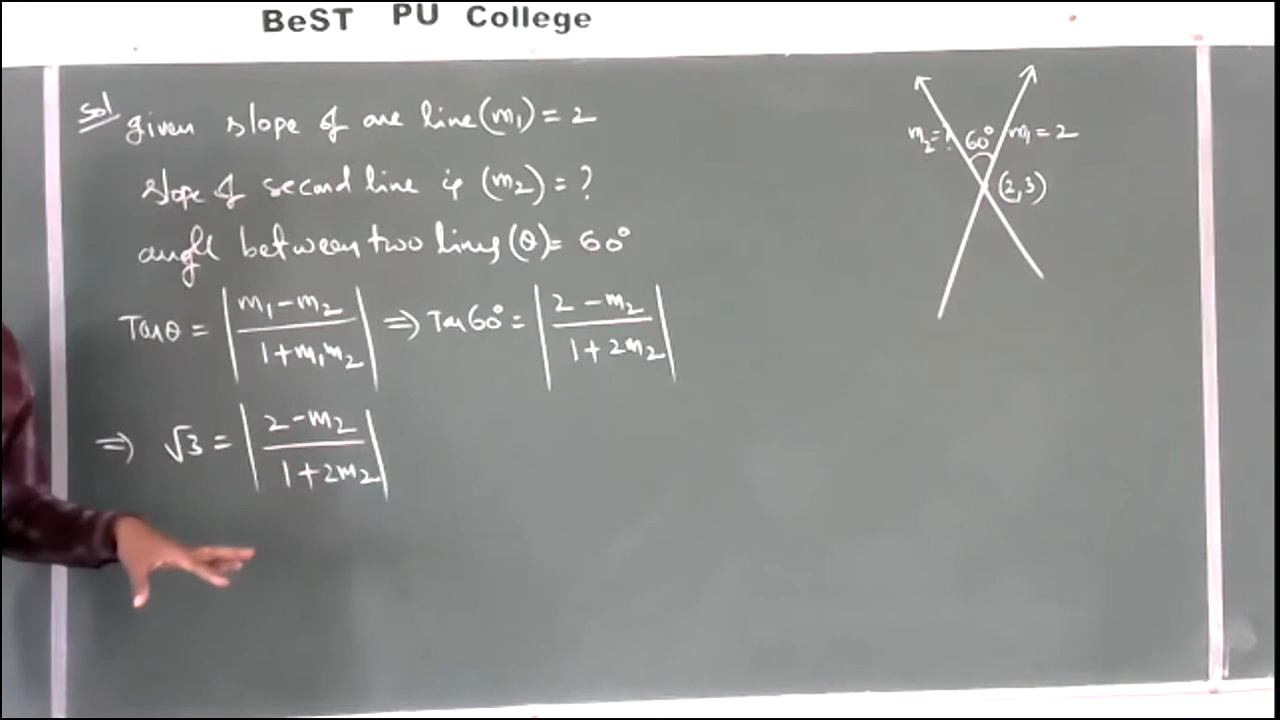 BeST PU College
Sol given slope of one line (m₁) = 2
slope of second line is (m₂) = ?
angle between two lines (θ) = 60°
Tanθ = |m₁ - m₂ / 1 + m₁m₂| ⇒ Tan60° = |2 - m₂ / 1 + 2m₂|
⇒ √3 = |2 - m₂ / 1 + 2m₂|
m₂ = ? 60° m₁ = 2
(2,3)